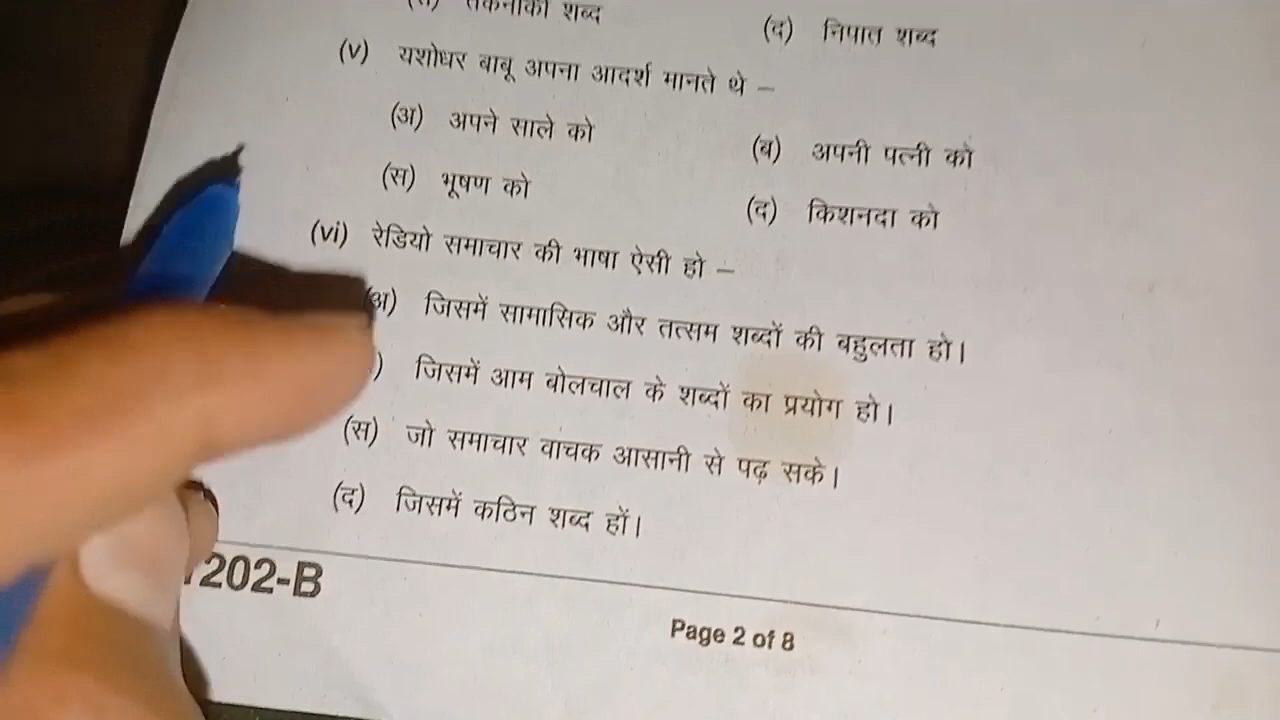 शब्द (द) निपात शब्द
(v) यशोधर बाबू अपना आदर्श मानते थे –
(अ) अपने साले को (ब) अपनी पत्नी को
(स) भूषण को (द) किशनदा को
(vi) रेडियो समाचार की भाषा ऐसी हो –
(अ) जिसमें सामासिक और तत्सम शब्दों की बहुलता हो।
) जिसमें आम बोलचाल के शब्दों का प्रयोग हो।
(स) जो समाचार वाचक आसानी से पढ़ सके।
(द) जिसमें कठिन शब्द हों।
202-B
Page 2 of 8